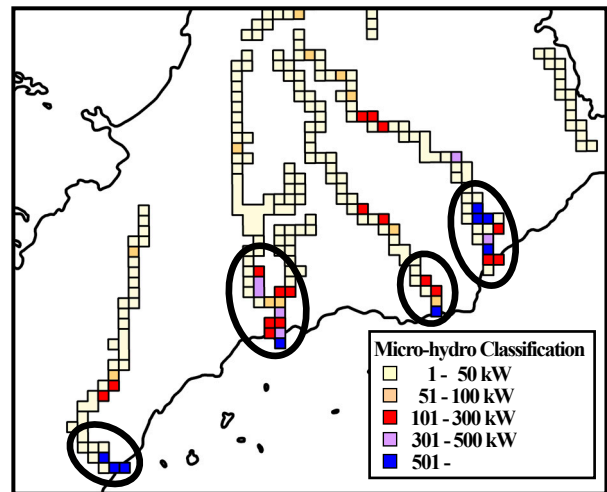 Micro-hydro Classification
1 - 50 kW
51 - 100 kW
101 - 300 kW
301 - 500 kW
501 -